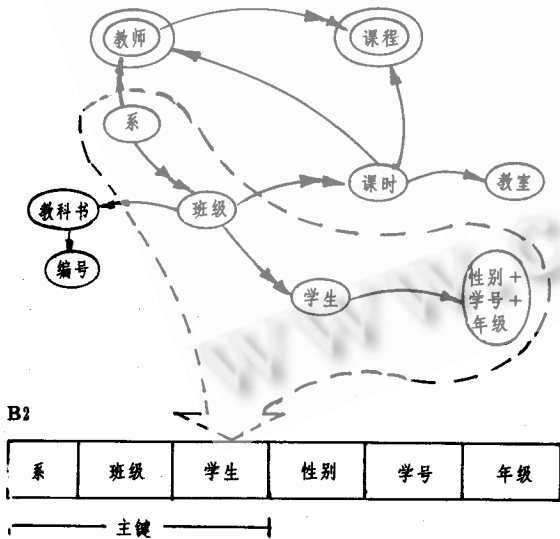 教师
课程
系
班级
课时
教室
教科书
编号
学生
性别+
学号+
年级
B2
系 班级 学生 性别 学号 年级
主键